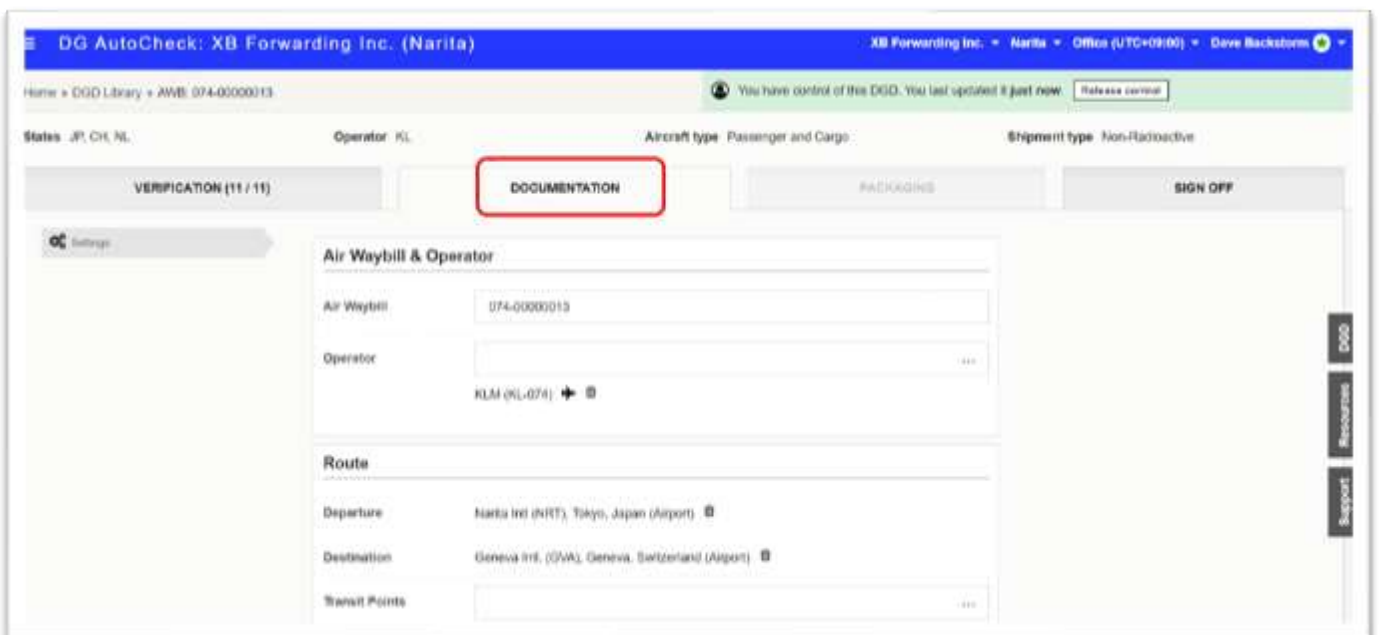 DG AutoCheck: XB Forwarding Inc. (Narita)
XB Forwarding Inc. Narita Office (UTC+09:00) Dave Backstorm
Home » DGD Library » AWB: 074-00000013
You have control of this DGD. You last updated it just now. Release control
States JP, CH, NL
Operator KL
Aircraft type Passenger and Cargo
Shipment type Non-Radioactive
VERIFICATION (11 / 11)
DOCUMENTATION
PACKAGING
SIGN OFF
Settings
Air Waybill & Operator
Air Waybill
074-00000013
Operator
...
KLM (KL-074)
Route
Departure
Narita Intl (NRT), Tokyo, Japan (Airport)
Destination
Geneva Intl. (GVA), Geneva, Switzerland (Airport)
Transit Points
...
DGD
Resources
Support